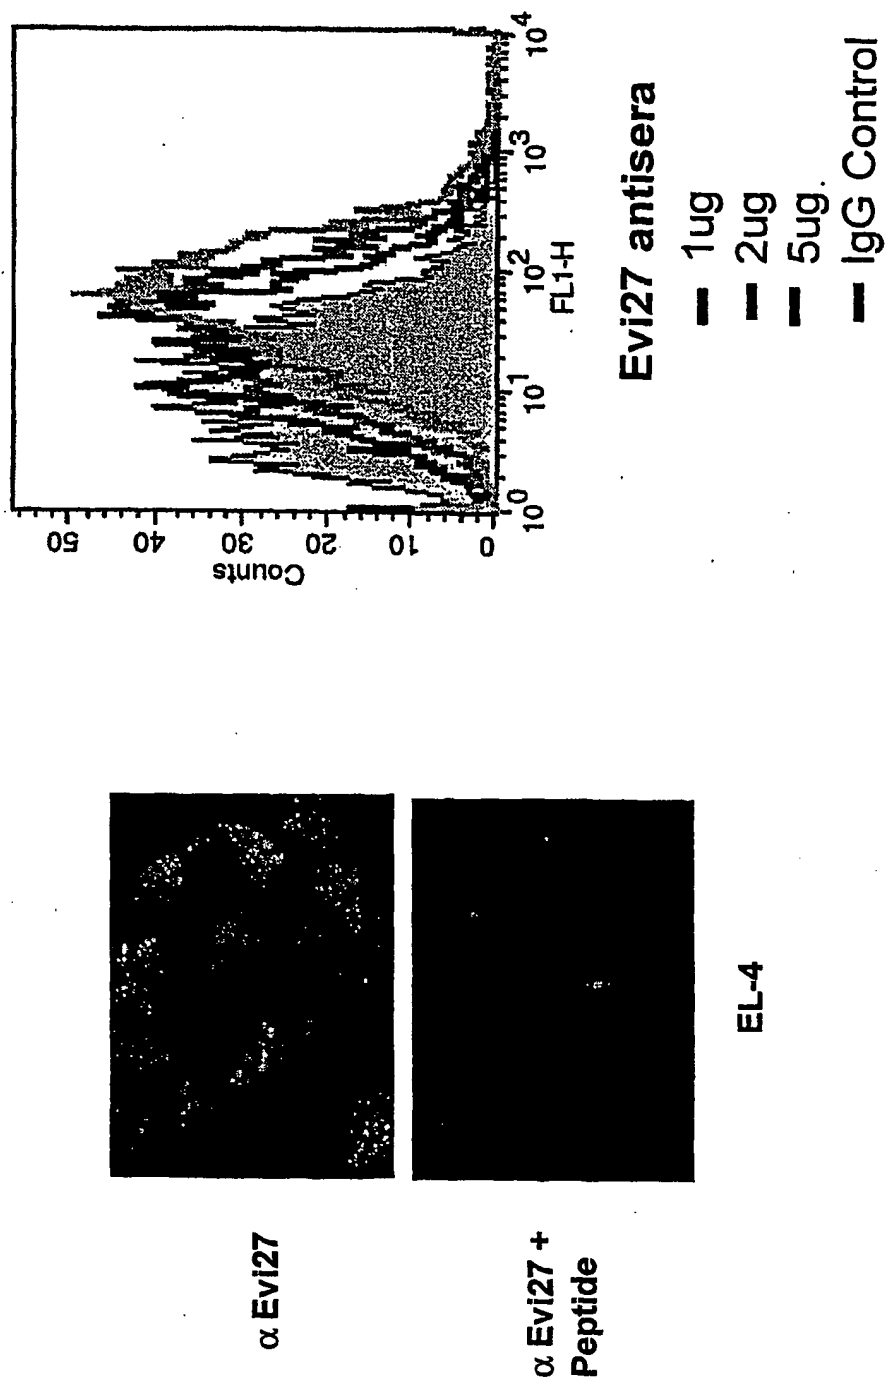 α Evi27
α Evi27 +
Peptide
EL-4
Counts
50
40
30
20
10
0
10^0
10^1
10^2
10^3
10^4
FL1-H
Evi27 antisera
1ug
2ug
5ug.
IgG Control